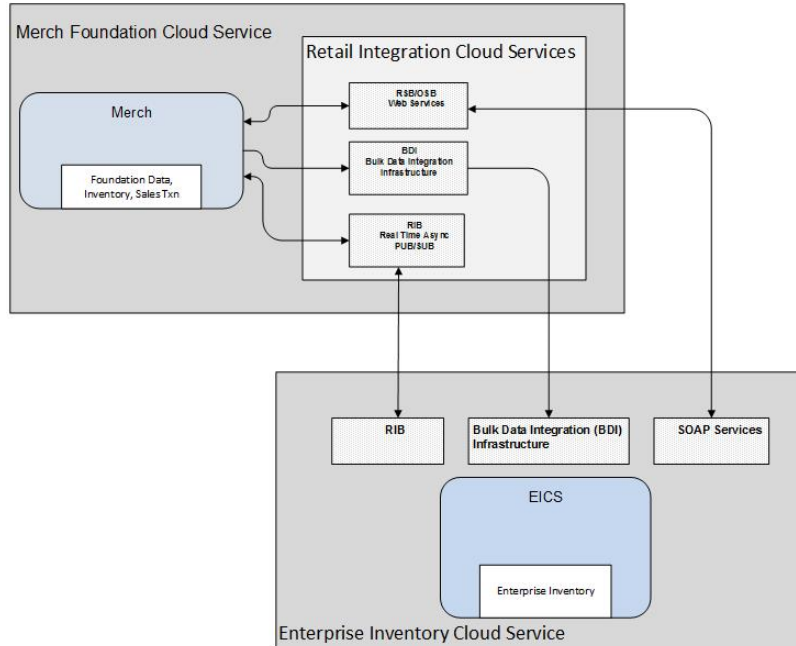 Merch Foundation Cloud Service
Retail Integration Cloud Services
Merch
Foundation Data,
Inventory, Sales Txn
RSB/OSB
Web Services
BDI
Bulk Data Integration
Infrastructure
RIB
Real Time Async
PUB/SUB
RIB
Bulk Data Integration (BDI)
Infrastructure
SOAP Services
EICS
Enterprise Inventory
Enterprise Inventory Cloud Service